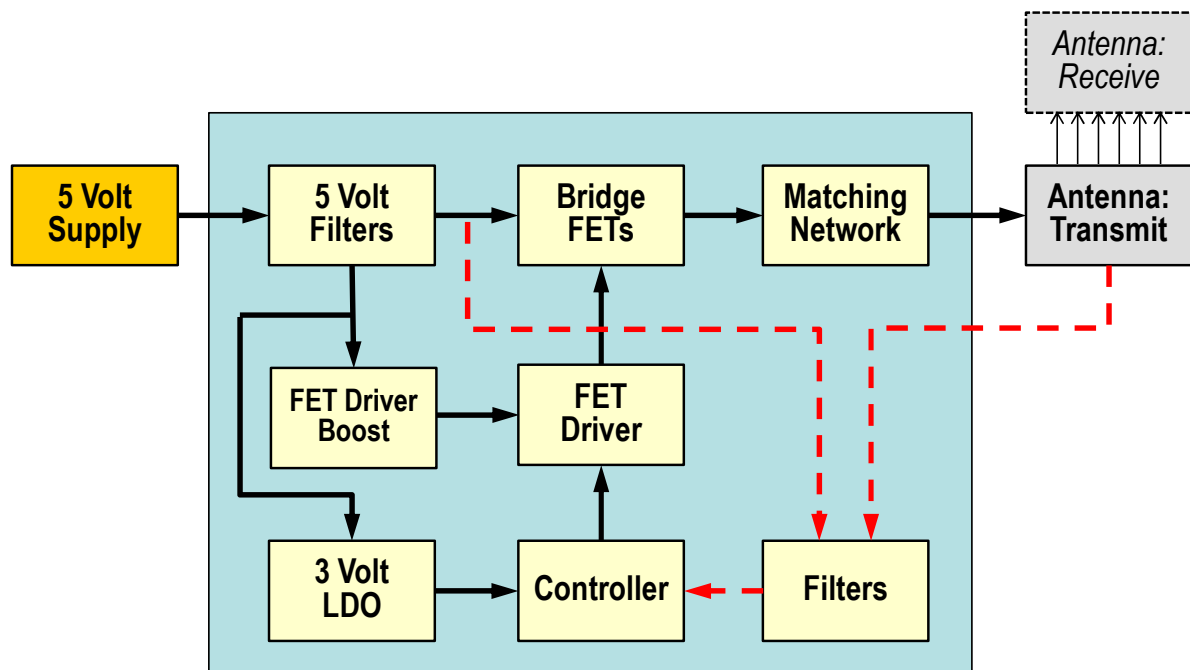 Antenna:
Receive
5 Volt
Supply
5 Volt
Filters
Bridge
FETs
Matching
Network
Antenna:
Transmit
FET Driver
Boost
FET
Driver
3 Volt
LDO
Controller
Filters